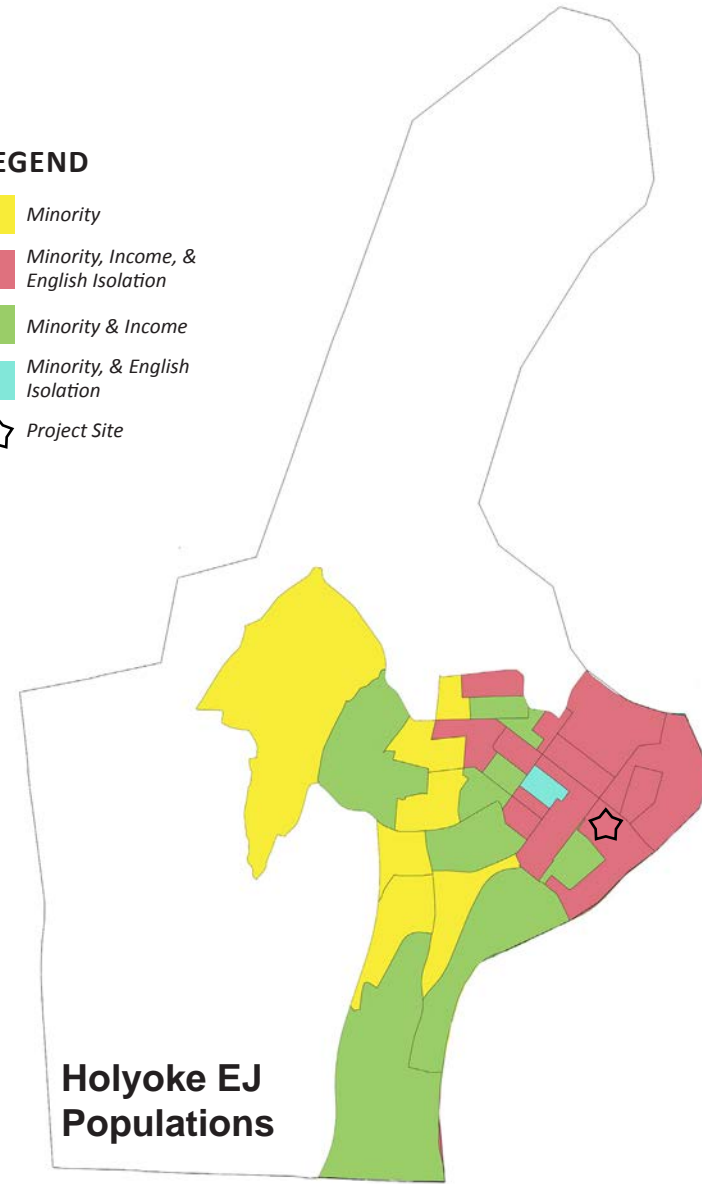 EGEND
Minority
Minority, Income, &
English Isolation
Minority & Income
Minority, & English
Isolation
Project Site
Holyoke EJ
Populations